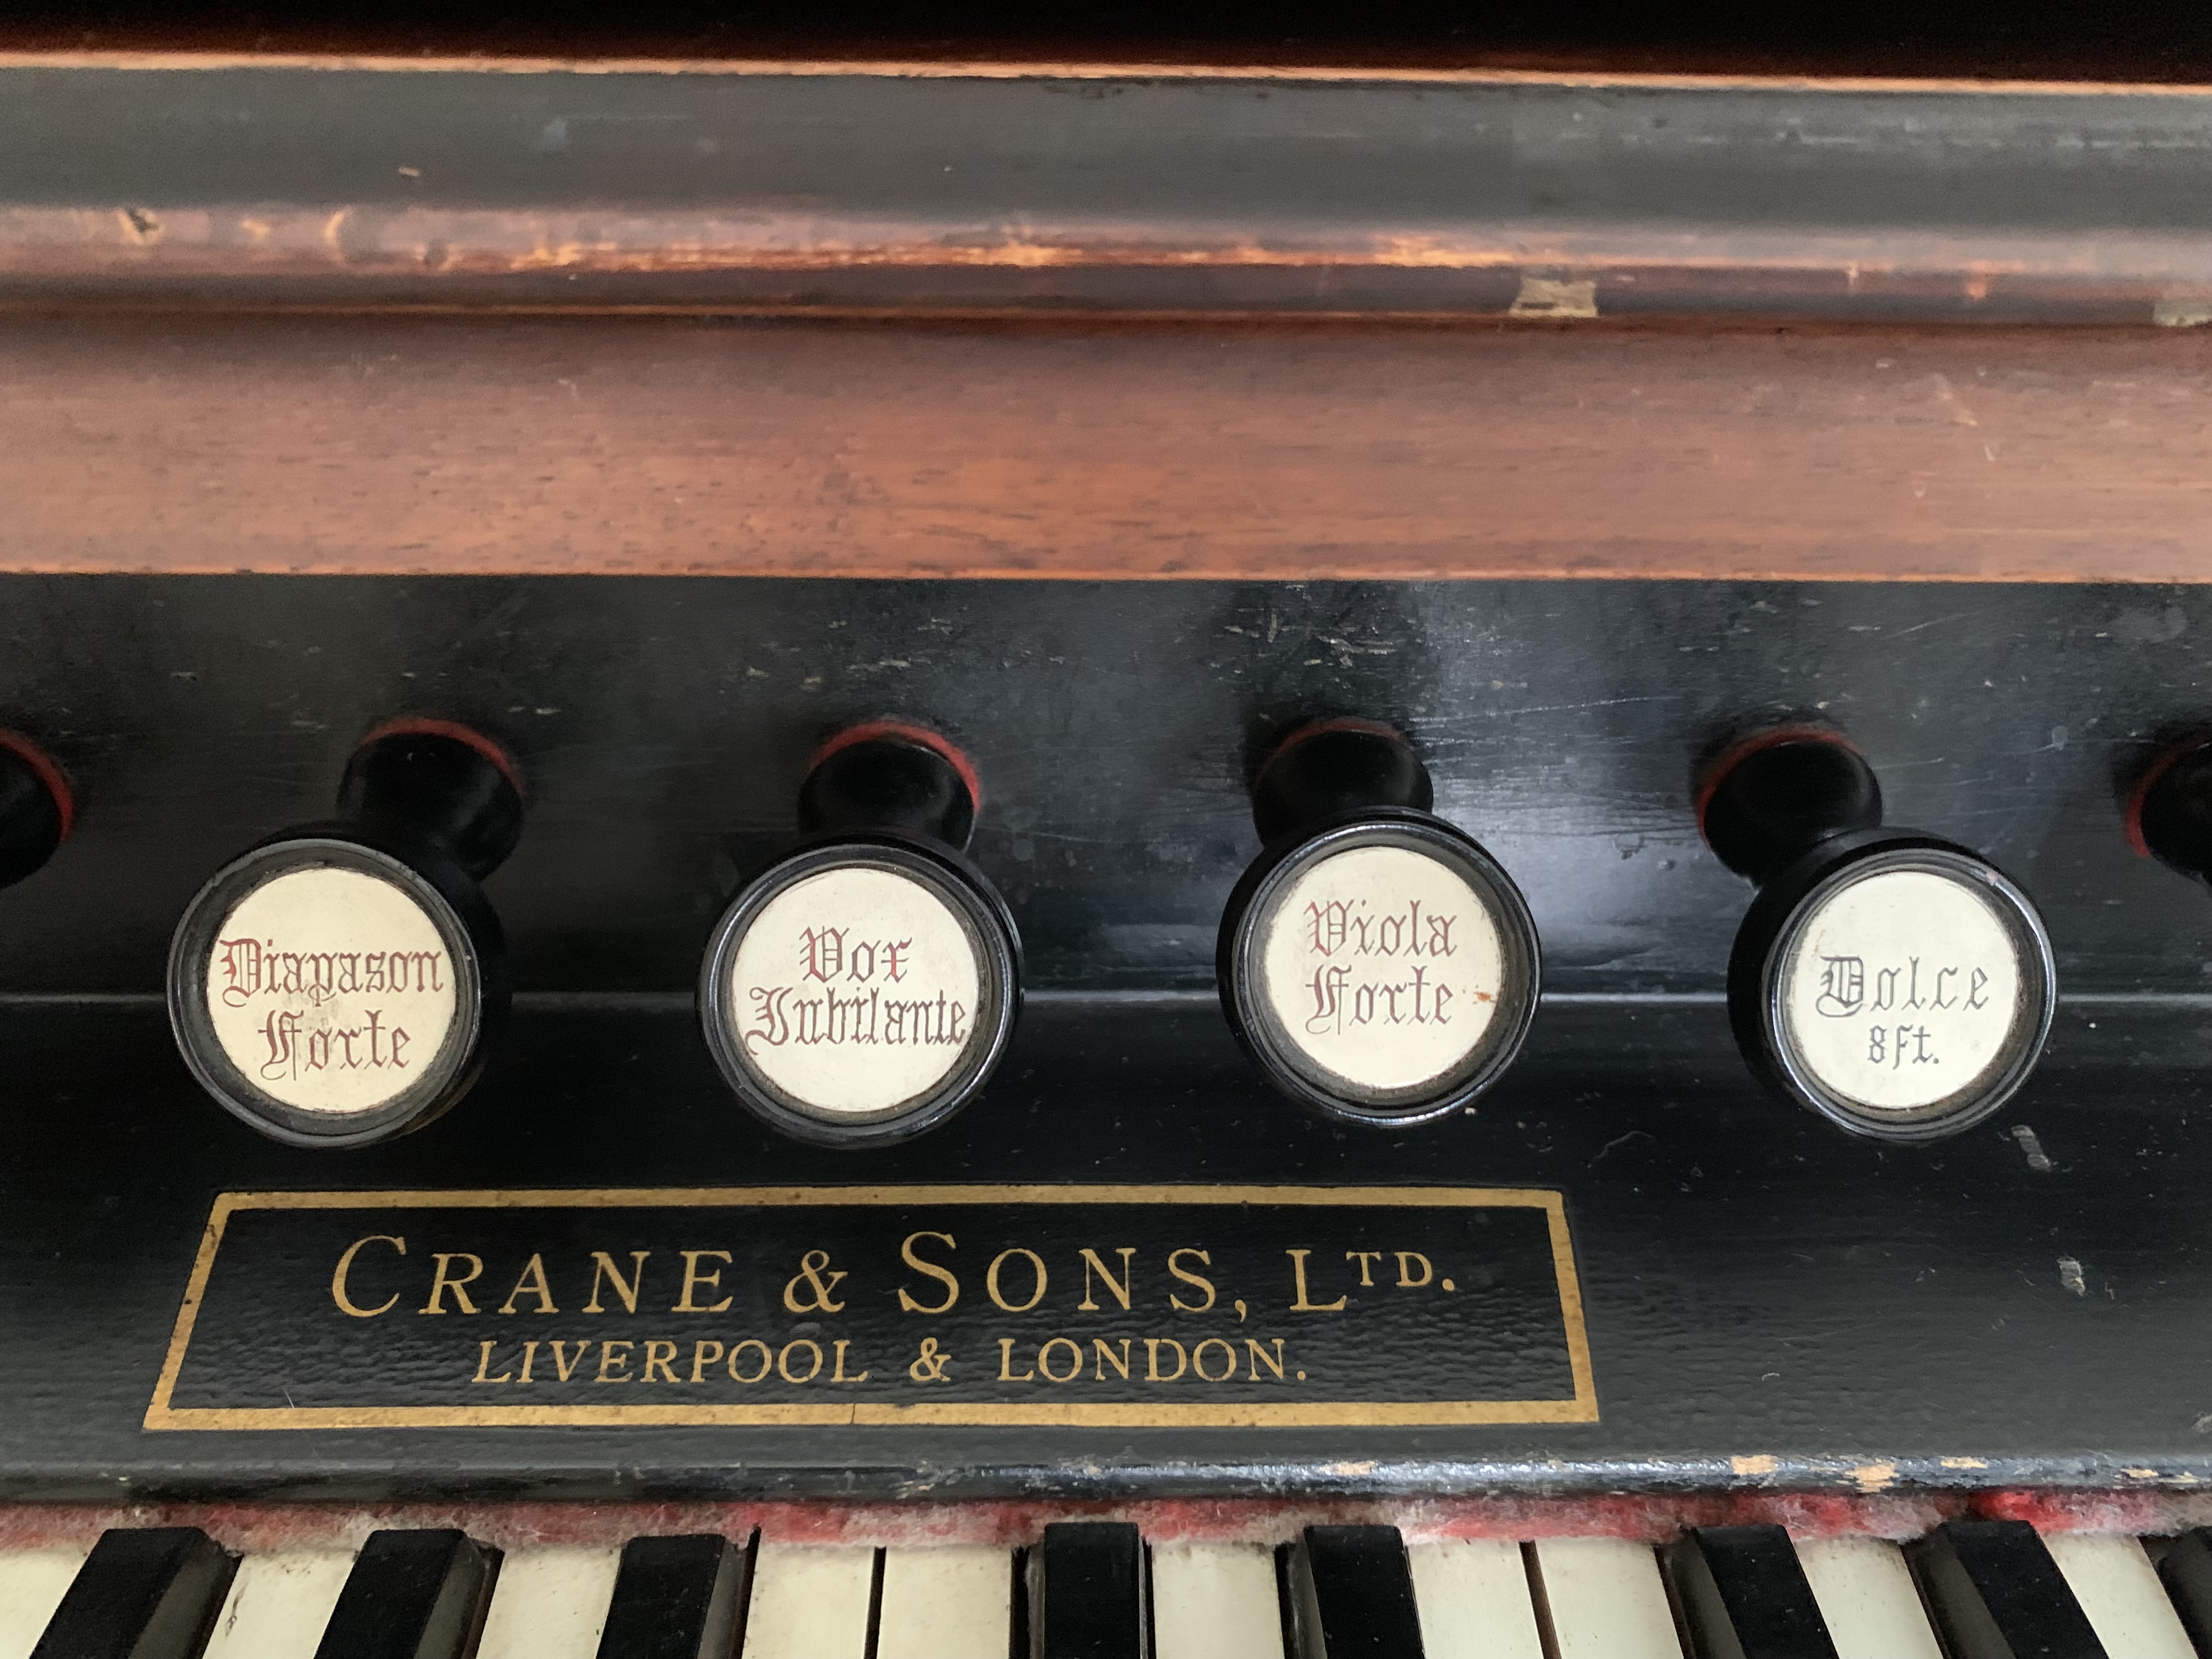 Diapason
Forte
Vox
Jubilante
Viola
Forte
Dolce
8ft.
CRANE & SONS, LTD.
LIVERPOOL & LONDON.